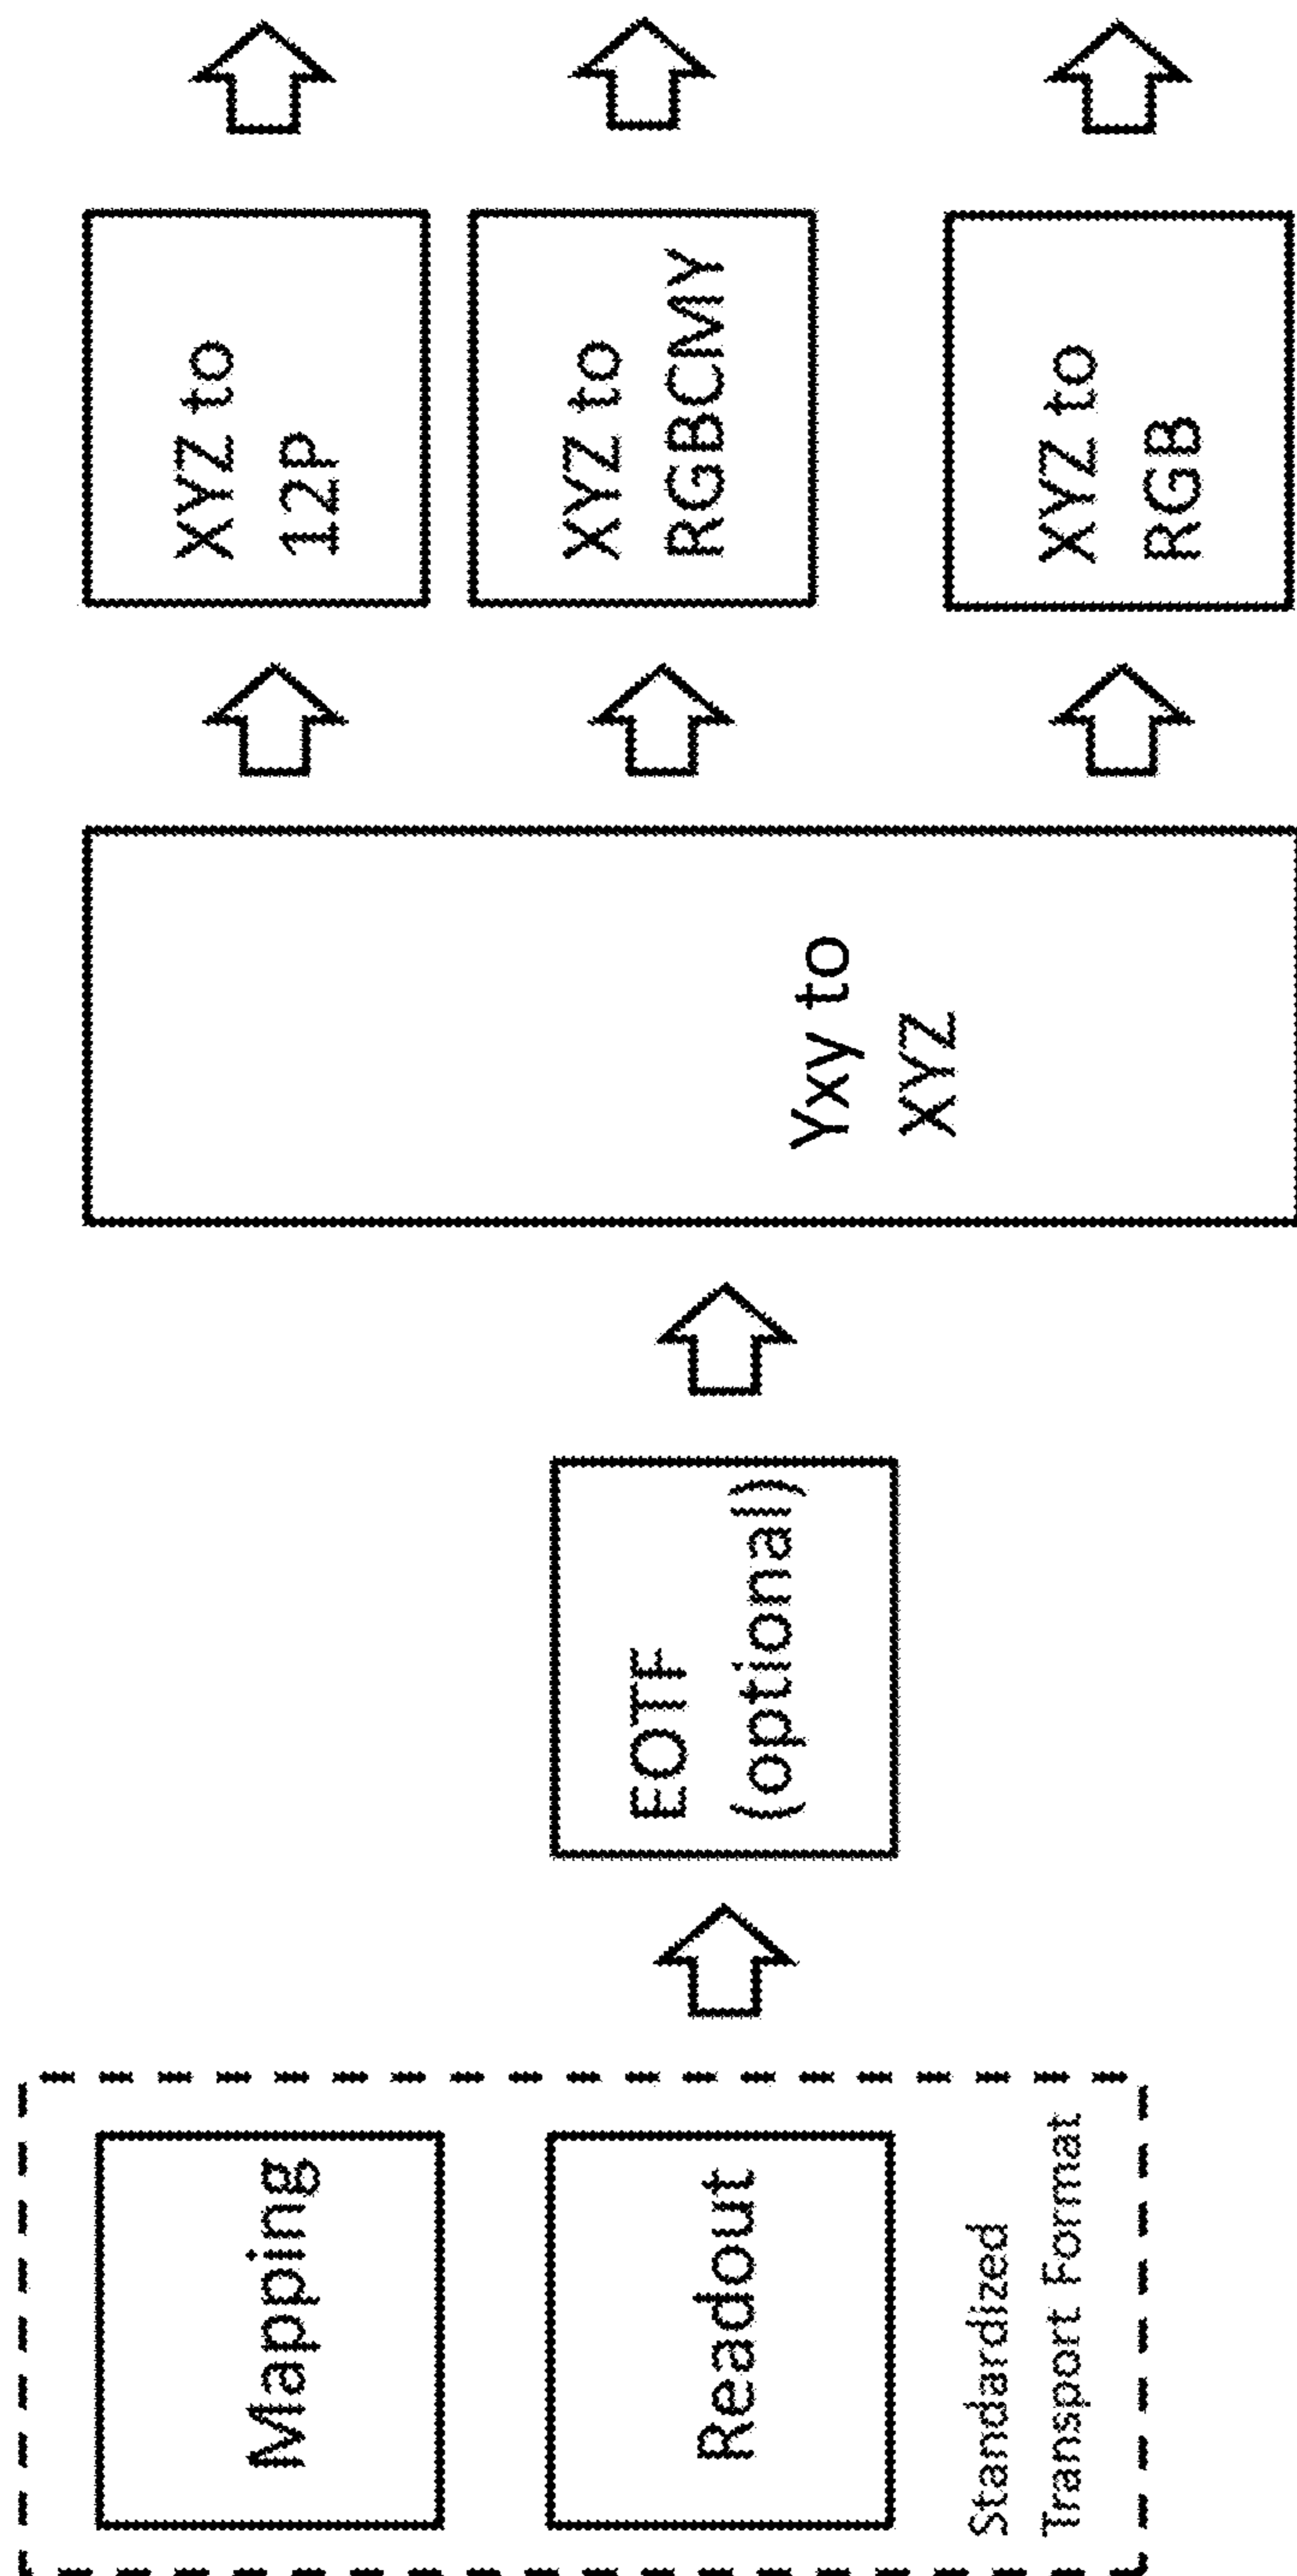 Mapping
Readout
Standardized
Transport Format
EOTF
(optional)
Yxy to
XYZ
XYZ to
12P
XYZ to
RGBCMY
XYZ to
RGB